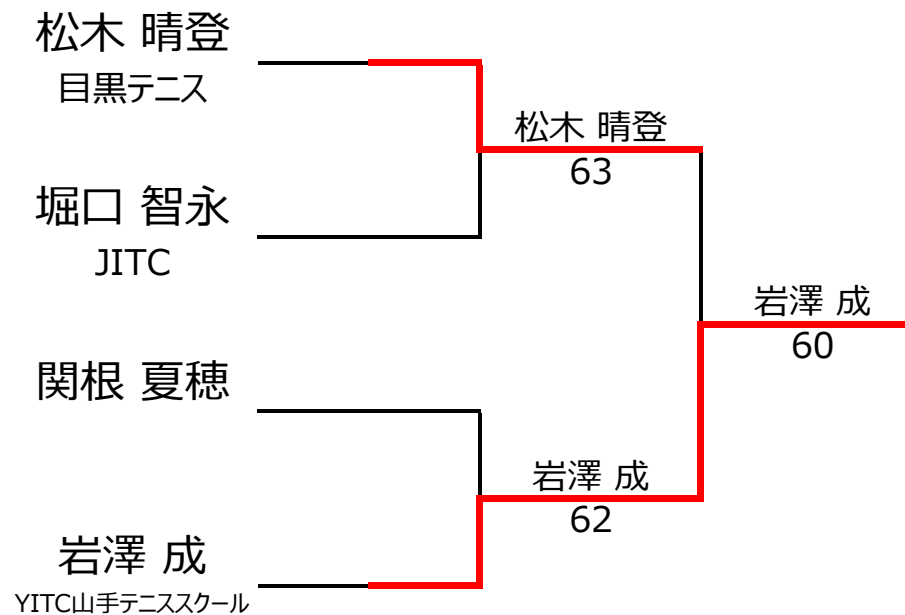 松木 晴登
目黒テニス
堀口 智永
JITC
関根 夏穂
岩澤 成
YITC山手テニススクール
松木 晴登
63
岩澤 成
62
岩澤 成
60